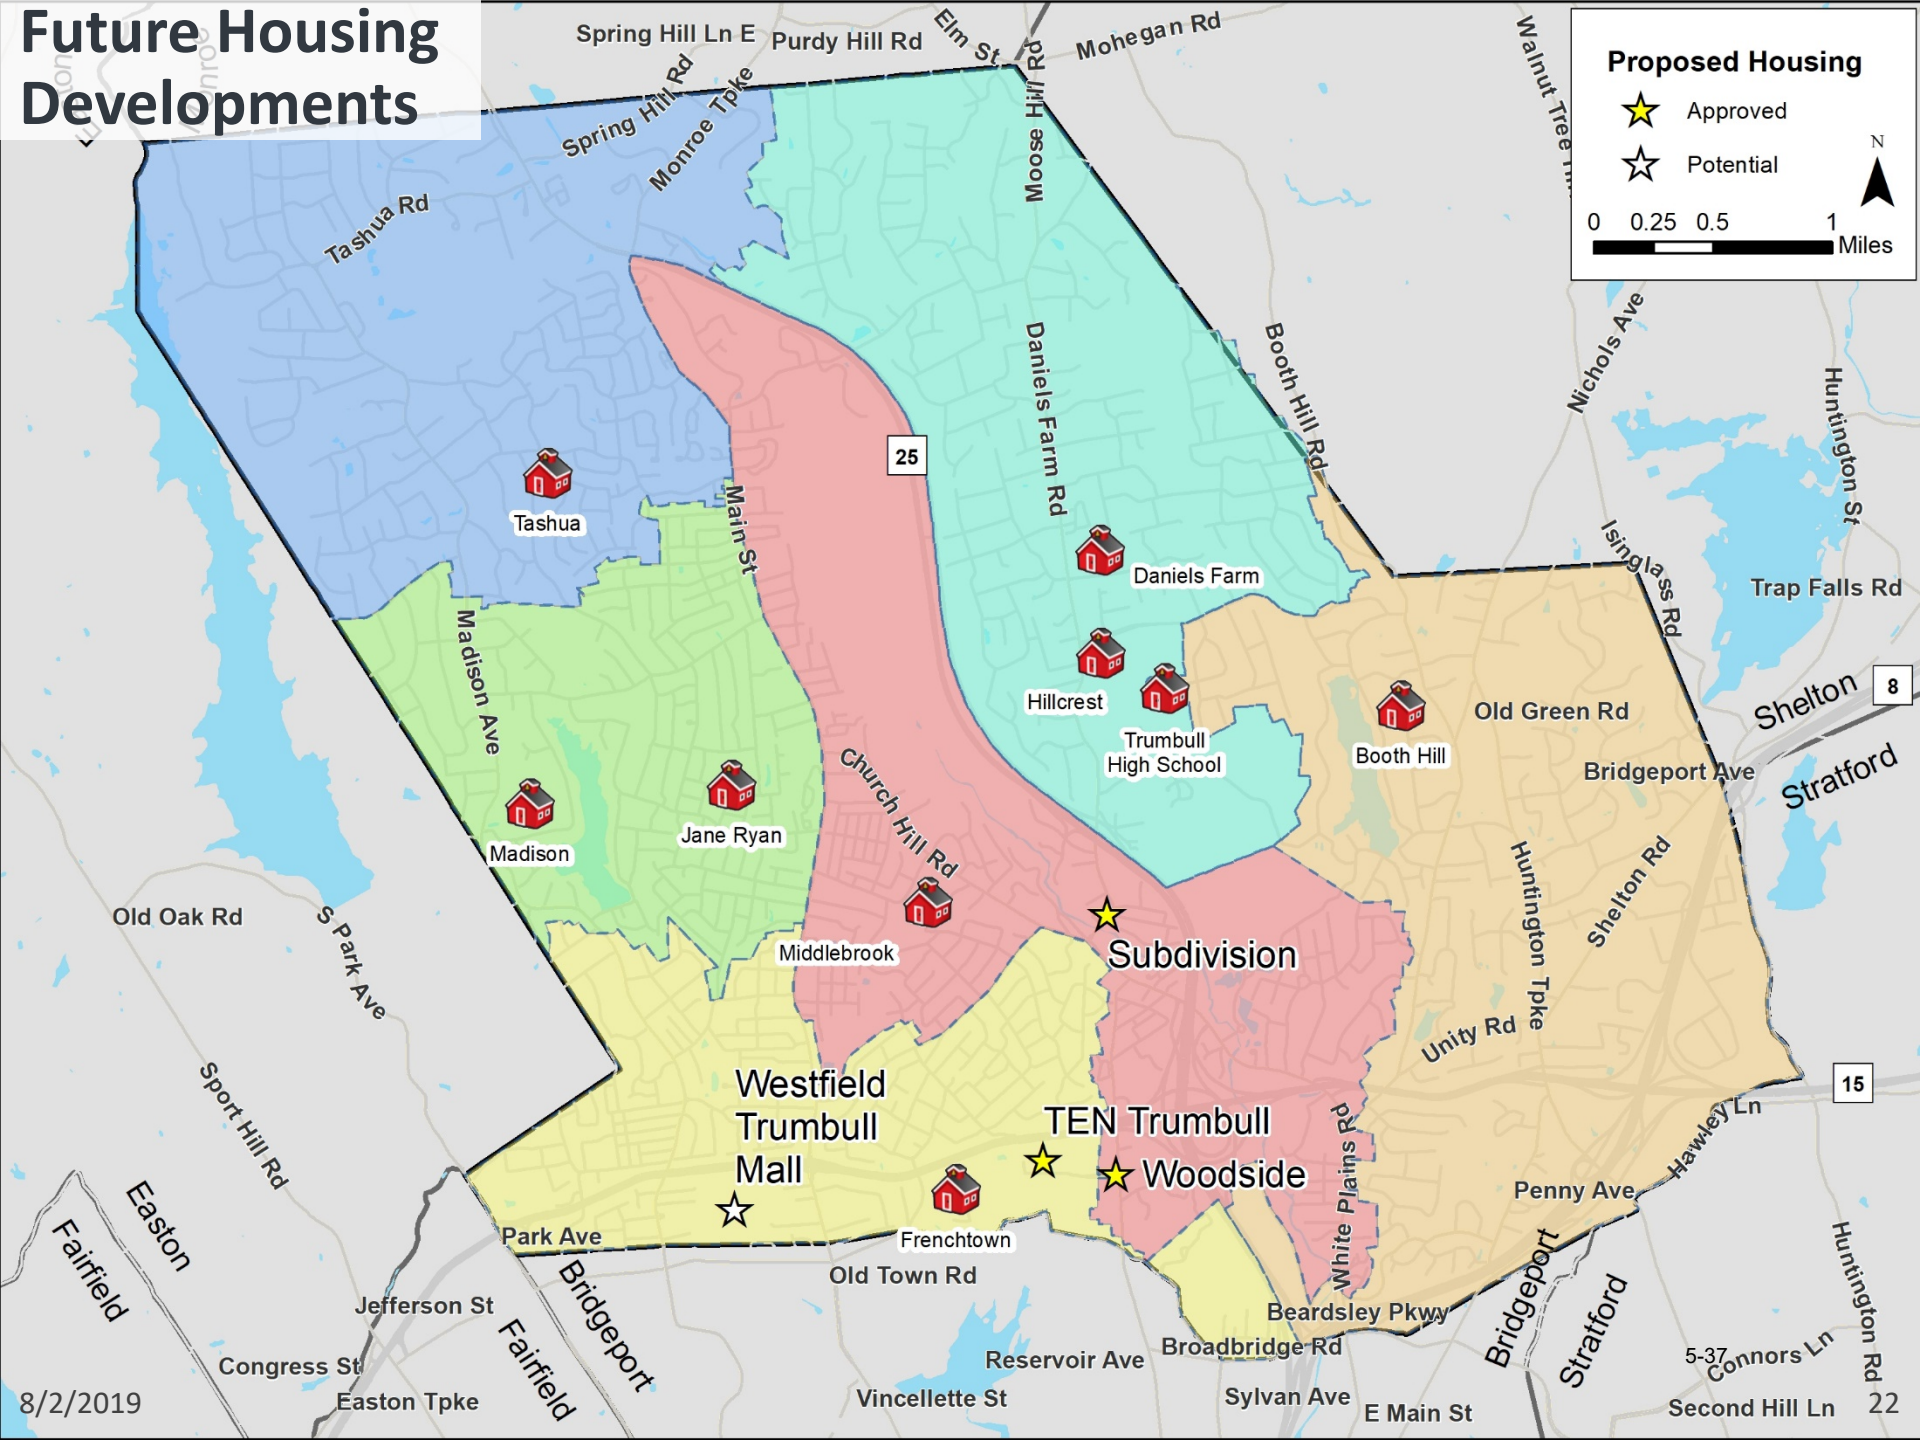 Future Housing
Developments
Spring Hill Ln E
Purdy Hill Rd
Elm St
Mohegan Rd
Monroe
Spring Hill Rd
Monroe Tpke
Moose Hill Rd
Proposed Housing
Approved
Potential
N
0 0.25 0.5 1
Miles
Tashua Rd
Booth Hill Rd
Nichols Ave
Huntington St
Daniels Farm Rd
25
Main St
Tashua
Daniels Farm
Isinglass Rd
Trap Falls Rd
Madison Ave
Hillcrest
Trumbull
High School
Booth Hill
Old Green Rd
Shelton
8
Bridgeport Ave
Stratford
Church Hill Rd
Jane Ryan
Madison
Huntington Tpke
Shelton Rd
Old Oak Rd
S Park Ave
Middlebrook
Subdivision
Unity Rd
Sport Hill Rd
Westfield
Trumbull
Mall
TEN Trumbull
Woodside
White Plains Rd
15
Hawley Ln
Penny Ave
Easton
Fairfield
Park Ave
Frenchtown
Old Town Rd
Bridgeport
Fairfield
Jefferson St
Beardsley Pkwy
Broadbridge Rd
Bridgeport
Stratford
Huntington Rd
Congress St
Reservoir Ave
5-37
Connors Ln
8/2/2019
Easton Tpke
Vincellette St
Sylvan Ave
E Main St
Second Hill Ln
22